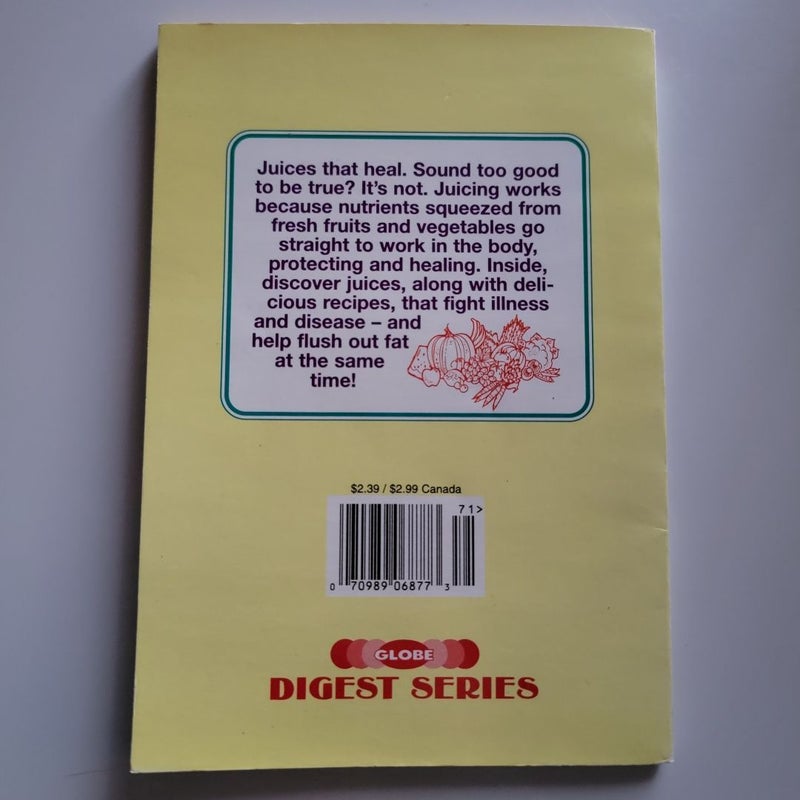 Juices that heal. Sound too good
to be true? It's not. Juicing works
because nutrients squeezed from
fresh fruits and vegetables go
straight to work in the body,
protecting and healing. Inside,
discover juices, along with deli-
cious recipes, that fight illness
and disease – and
help flush out fat
at the same
time!
$2.39 / $2.99 Canada
71>
0 70989 06877 3
GLOBE
DIGEST SERIES